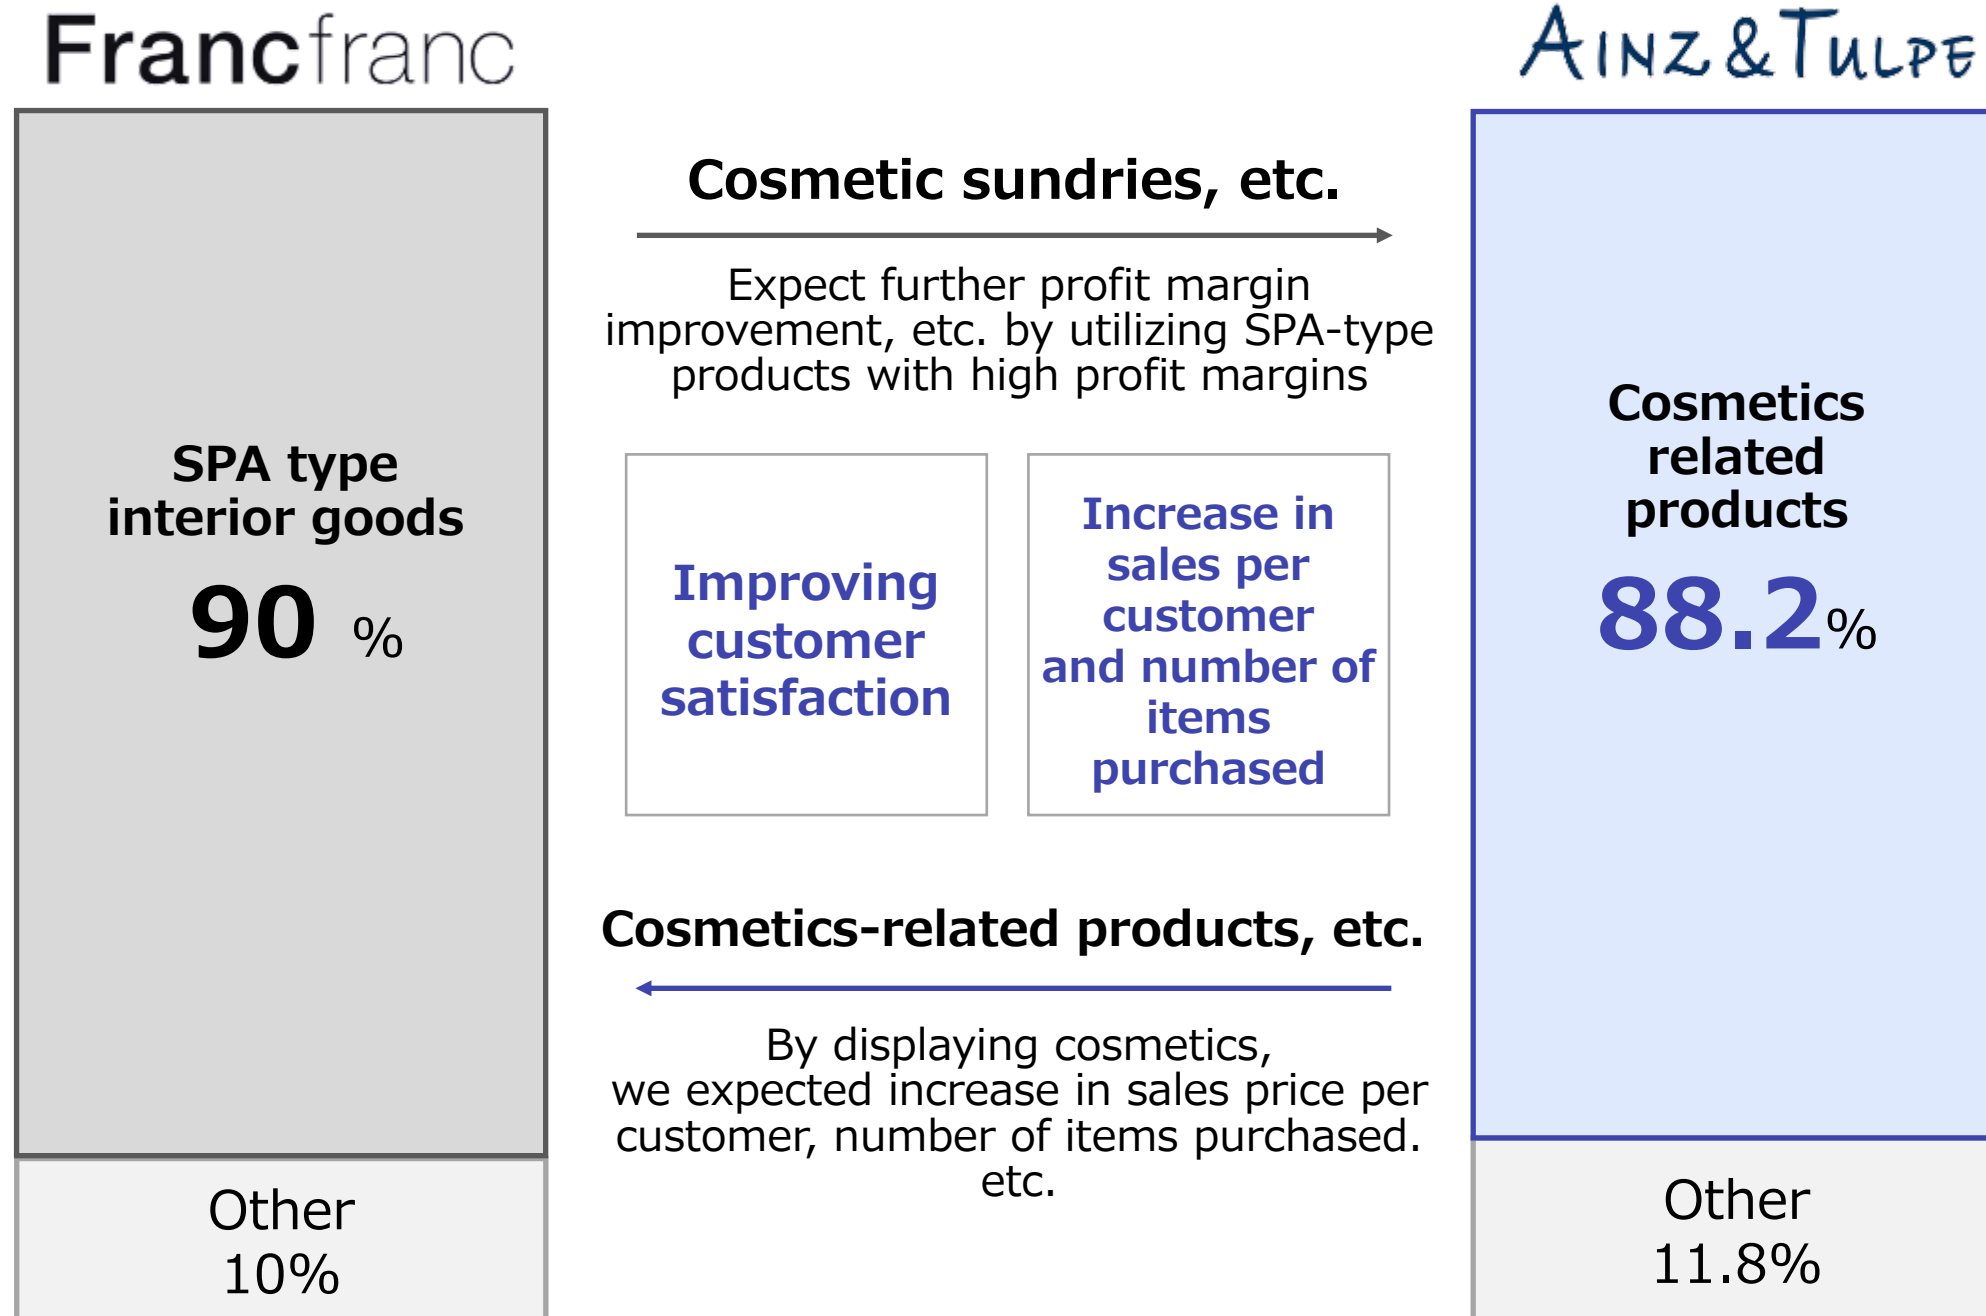 Francfranc
SPA type
interior goods
90 %
Other
10%
Cosmetic sundries, etc.
Expect further profit margin
improvement, etc. by utilizing SPA-type
products with high profit margins
Improving
customer
satisfaction
Increase in
sales per
customer
and number of
items
purchased
Cosmetics-related products, etc.
By displaying cosmetics,
we expected increase in sales price per
customer, number of items purchased.
etc.
AINZ & TULPE
Cosmetics
related
products
88.2%
Other
11.8%